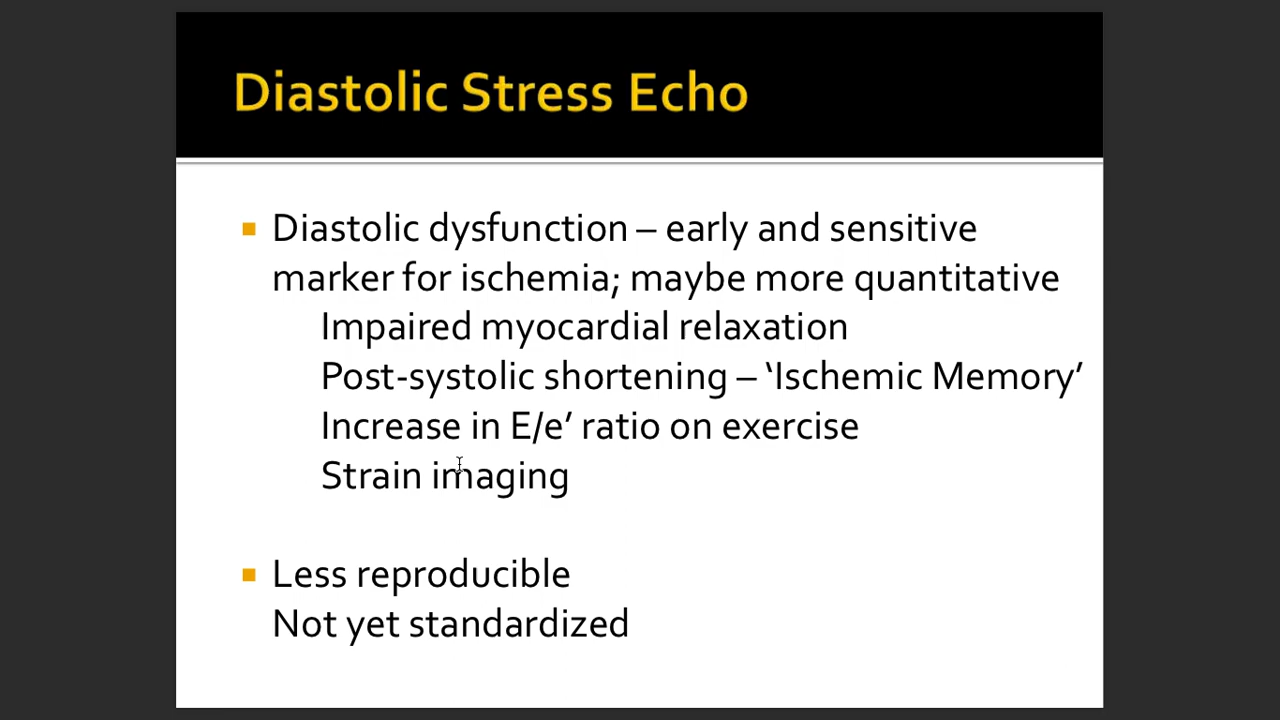 Diastolic Stress Echo
Diastolic dysfunction – early and sensitive
marker for ischemia; maybe more quantitative
Impaired myocardial relaxation
Post-systolic shortening – ‘Ischemic Memory’
Increase in E/e’ ratio on exercise
Strain imaging
Less reproducible
Not yet standardized